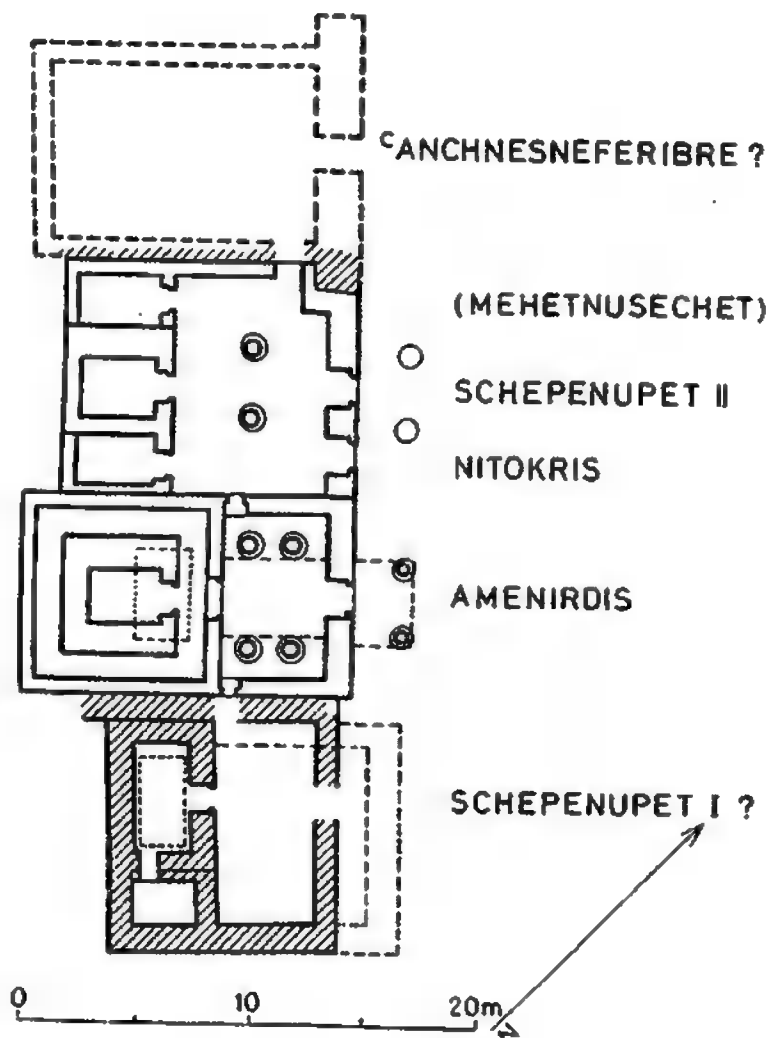 ᶜANCHNESNEFERIBRE ?
(MEHETNUSECHET)
SCHEPENUPET II
NITOKRIS
AMENIRDIS
SCHEPENUPET I ?
0 10 20m